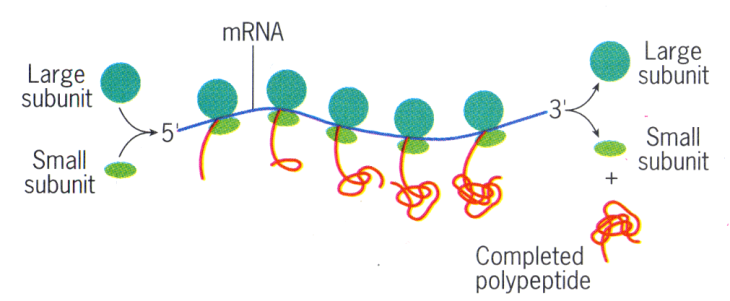 mRNA
Large
subunit
Small
subunit
5'
3'
Large
subunit
Small
subunit
+
Completed
polypeptide